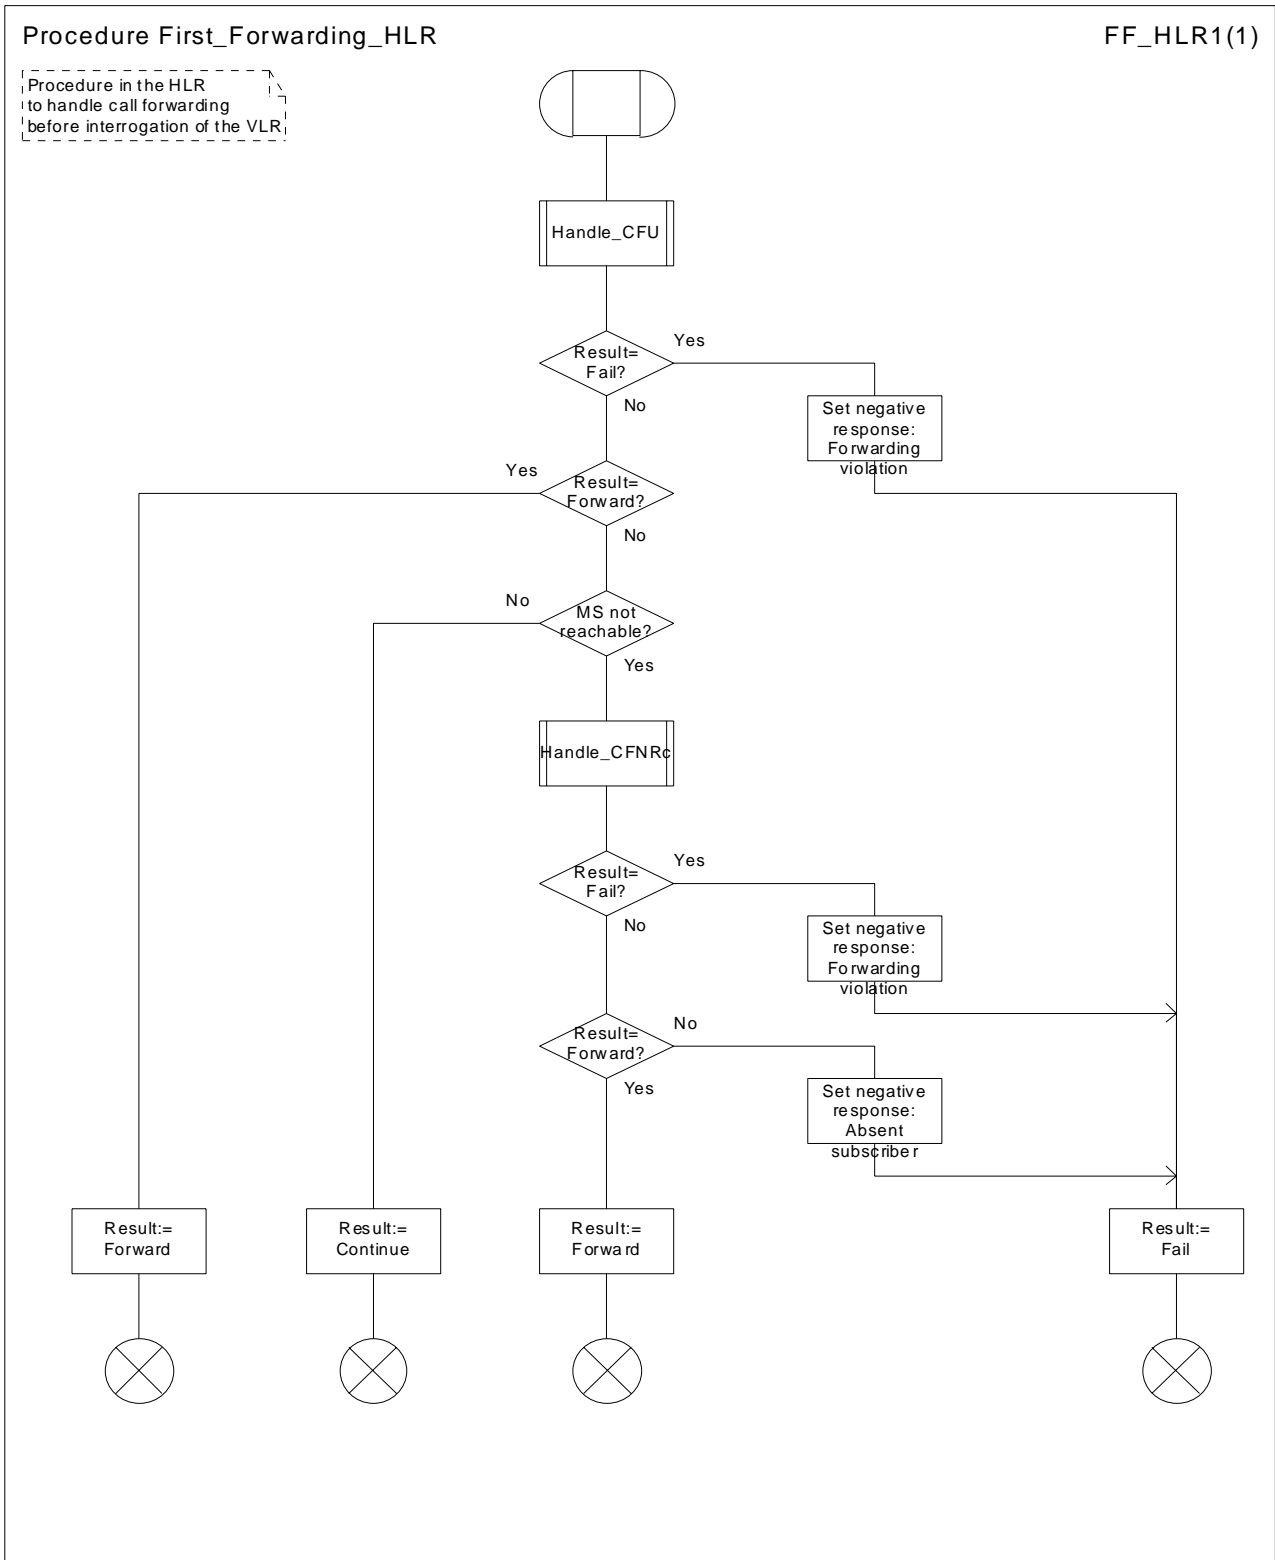 Procedure First_Forwarding_HLR
FF_HLR1(1)
Procedure in the HLR
to handle call forwarding
before interrogation of the VLR
Handle_CFU
Result=
Fail?
Yes
No
Set negative
response:
Forwarding
violation
Result=
Forward?
Yes
No
MS not
reachable?
No
Yes
Handle_CFNRc
Result=
Fail?
Yes
No
Set negative
response:
Forwarding
violation
Result=
Forward?
No
Yes
Set negative
response:
Absent
subscriber
Result:=
Forward
Result:=
Continue
Result:=
Forward
Result:=
Fail